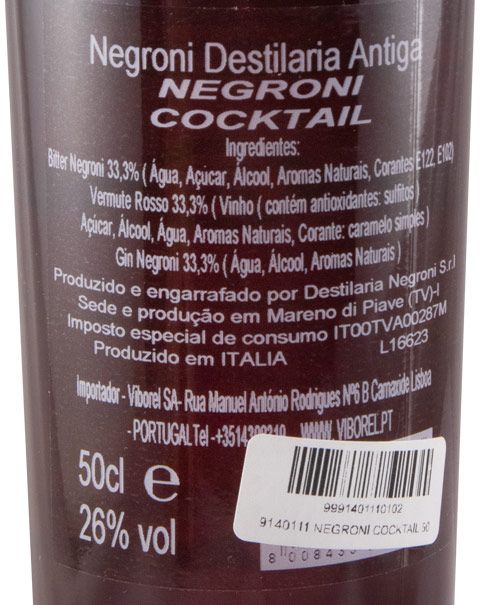 Negroni Destilaria Antiga
NEGRONI
COCKTAIL
Ingredientes:
Bitter Negroni 33,3% ( Água, Açúcar, Álcool, Aromas Naturais, Corantes E122, E102)
Vermute Rosso 33,3% ( Vinho ( contém antioxidantes: sulfitos )
Açúcar, Álcool, Água, Aromas Naturais, Corante: caramelo simples )
Gin Negroni 33,3% ( Água, Álcool, Aromas Naturais )
Produzido e engarrafado por Destilaria Negroni S.r.l
Sede e produção em Mareno di Piave (TV)-I
Imposto especial de consumo IT00TVA00287M
Produzido em ITALIA L16623
Importador - Viborel SA- Rua Manuel António Rodrigues Nº6 B Carnaxide Lisboa
- PORTUGAL Tel WWW. VIBOREL.PT
50cl e
26% vol
9991401110102
9140111 NEGRONI COCKTAIL 50